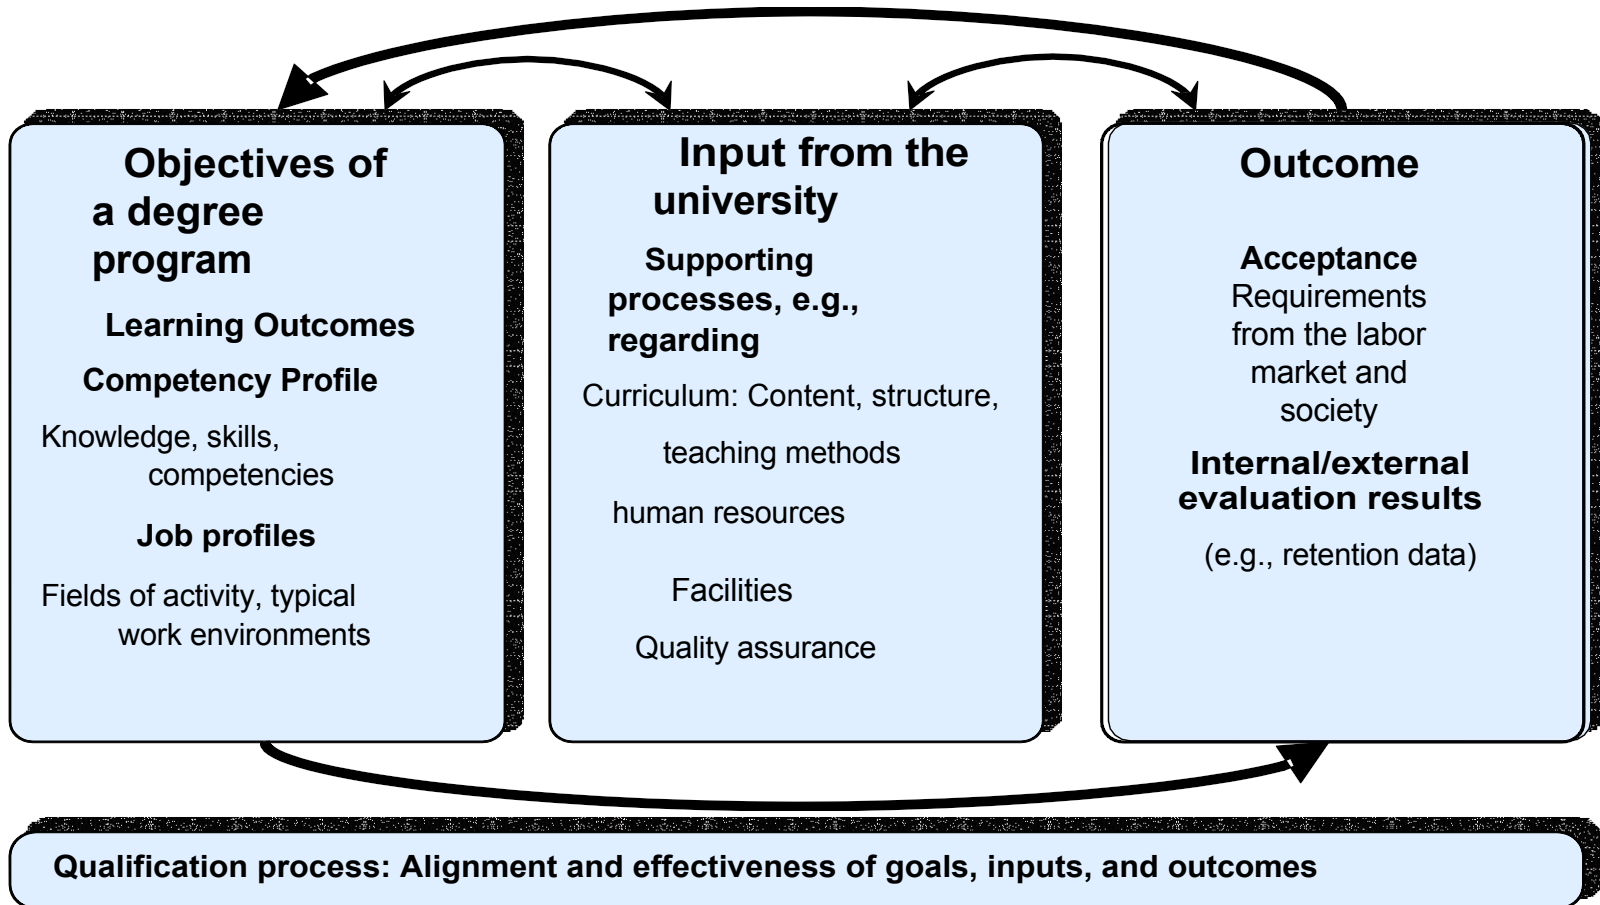 Objectives of
a degree
program
Learning Outcomes
Competency Profile
Knowledge, skills,
competencies
Job profiles
Fields of activity, typical
work environments
Input from the
university
Supporting
processes, e.g.,
regarding
Curriculum: Content, structure,
teaching methods
human resources
Facilities
Quality assurance
Outcome
Acceptance
Requirements
from the labor
market and
society
Internal/external
evaluation results
(e.g., retention data)
Qualification process: Alignment and effectiveness of goals, inputs, and outcomes